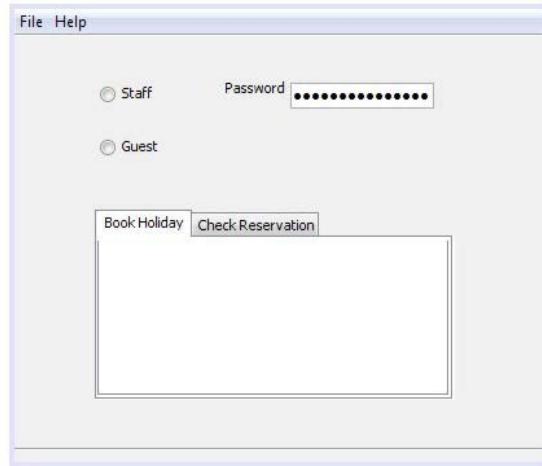 File Help
Staff
Password
•••••••••••••••
Guest
Book Holiday
Check Reservation